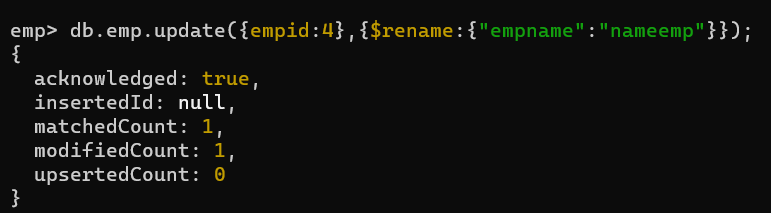 emp> db.emp.update({empid:4},{$rename:{"empname":"nameemp"}});
{
  acknowledged: true,
  insertedId: null,
  matchedCount: 1,
  modifiedCount: 1,
  upsertedCount: 0
}